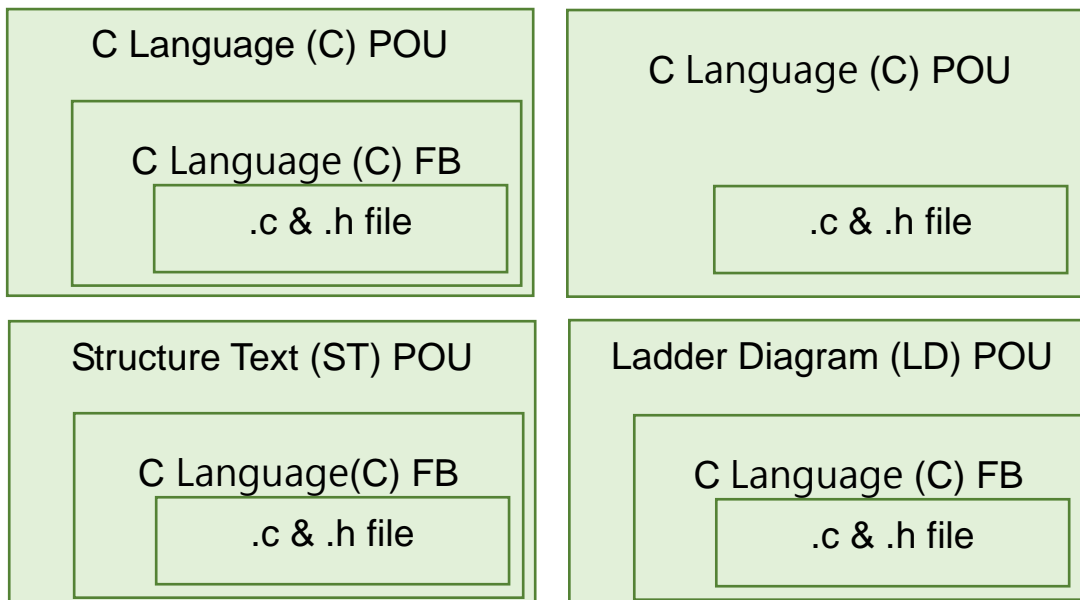 C Language (C) POU
C Language (C) FB
.c & .h file
C Language (C) POU
.c & .h file
Structure Text (ST) POU
C Language(C) FB
.c & .h file
Ladder Diagram (LD) POU
C Language (C) FB
.c & .h file